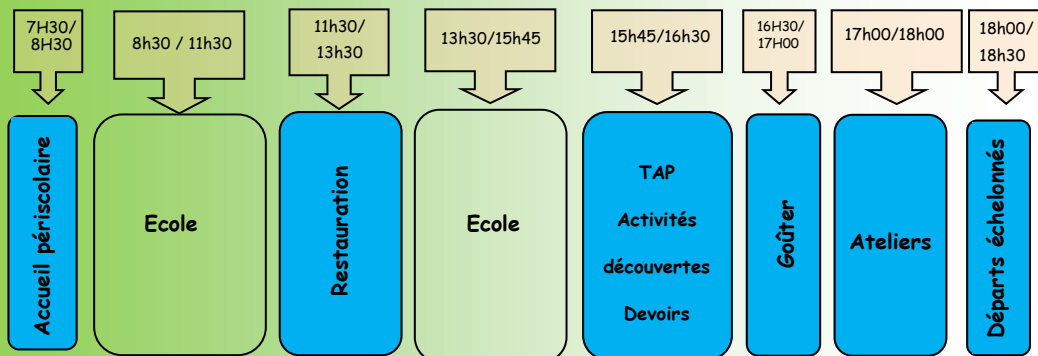 7H30/
8H30
8h30 / 11h30
11h30/
13h30
13h30/15h45
15h45/16h30
16H30/
17H00
17h00/18h00
18h00/
18h30
Accueil périscolaire
Ecole
Restauration
Ecole
TAP
Activités
découvertes
Devoirs
Goûter
Ateliers
Départs échelonnés